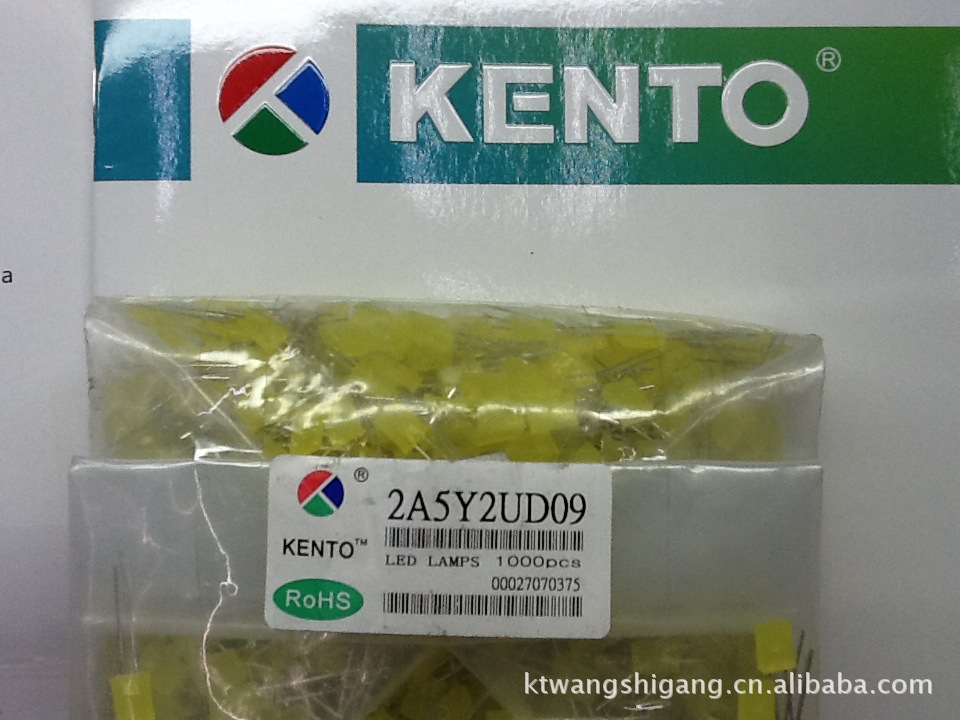 KENTO®
a
®
2A5Y2UD09
KENTO™
LED LAMPS 1000pcs
00027070375
RoHS
ktwangshigang.cn.alibaba.com